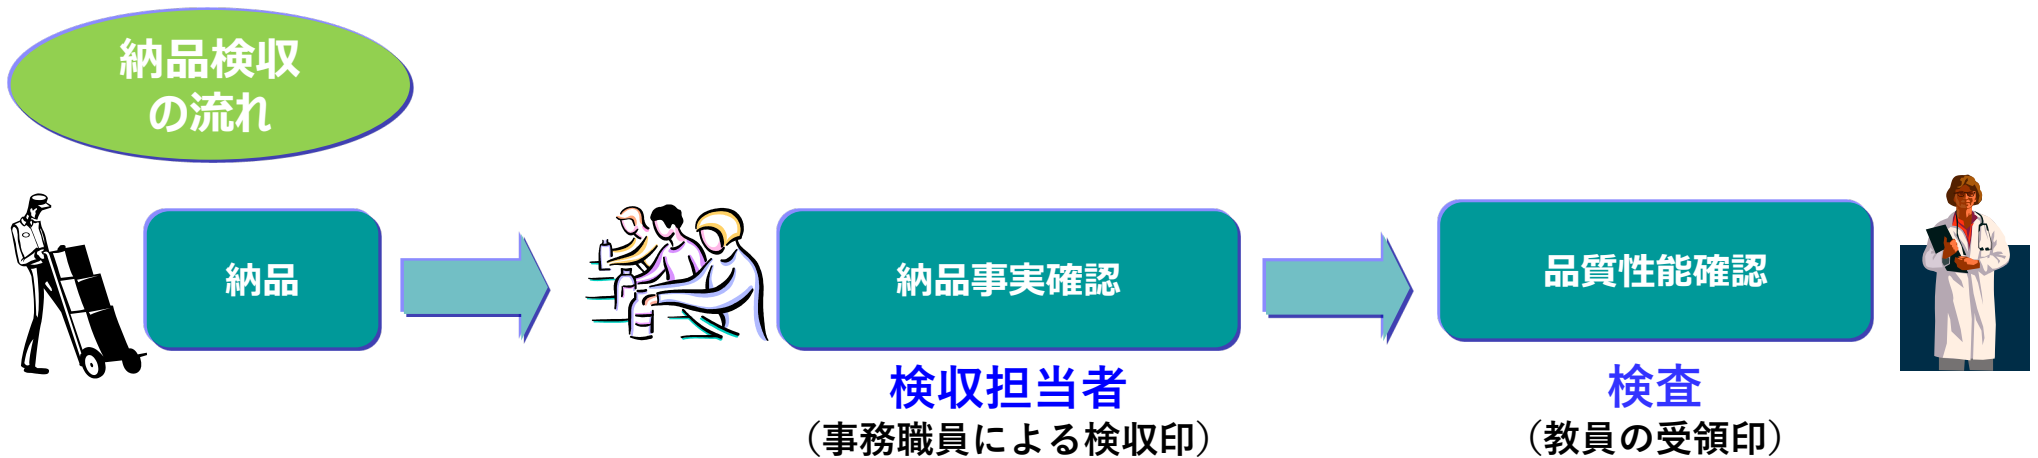 納品検収
の流れ
納品
納品事実確認
品質性能確認
検収担当者
（事務職員による検収印）
検査
（教員の受領印）